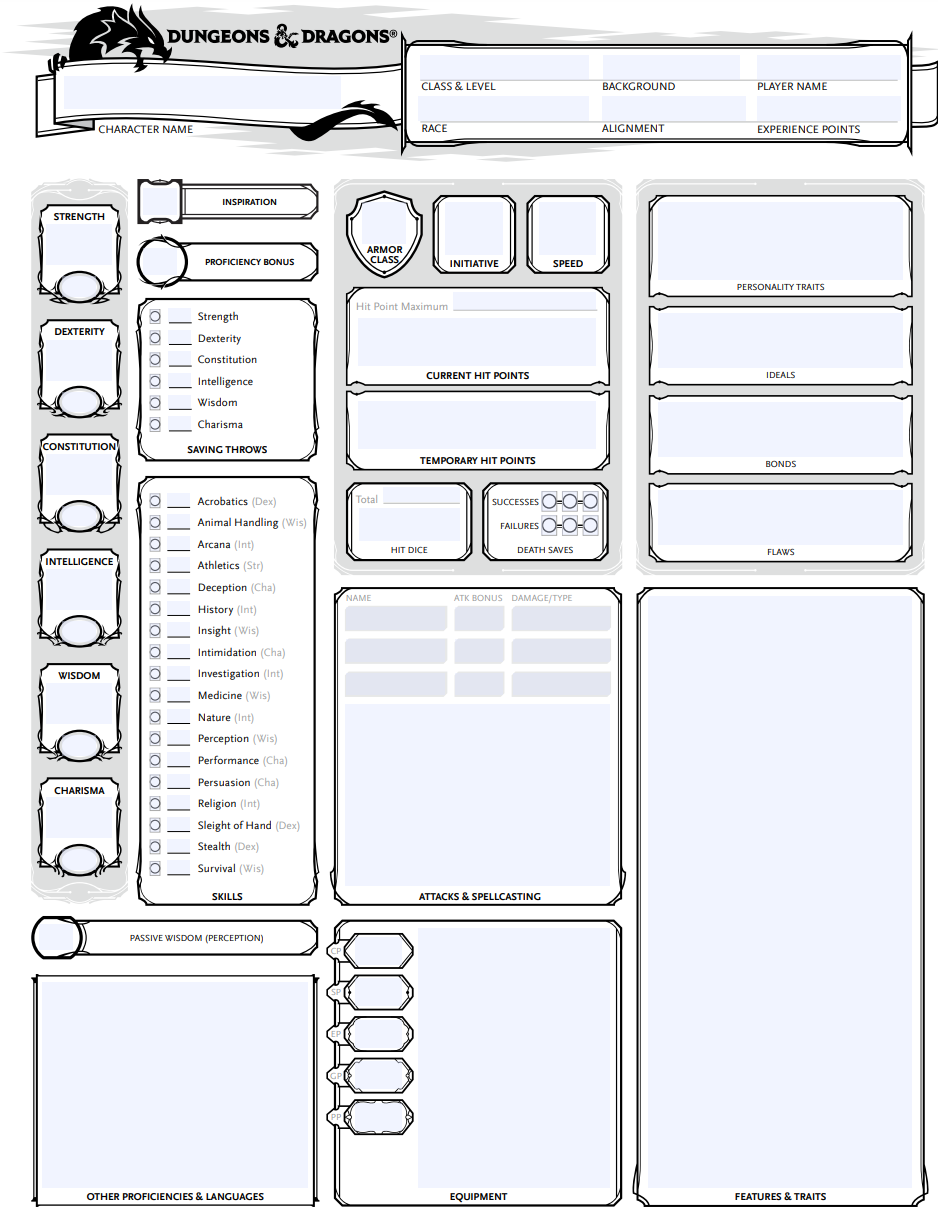 DUNGEONS & DRAGONS®
CHARACTER NAME
CLASS & LEVEL
BACKGROUND
PLAYER NAME
RACE
ALIGNMENT
EXPERIENCE POINTS
STRENGTH
DEXTERITY
CONSTITUTION
INTELLIGENCE
WISDOM
CHARISMA
INSPIRATION
PROFICIENCY BONUS
Strength
Dexterity
Constitution
Intelligence
Wisdom
Charisma
SAVING THROWS
Acrobatics (Dex)
Animal Handling (Wis)
Arcana (Int)
Athletics (Str)
Deception (Cha)
History (Int)
Insight (Wis)
Intimidation (Cha)
Investigation (Int)
Medicine (Wis)
Nature (Int)
Perception (Wis)
Performance (Cha)
Persuasion (Cha)
Religion (Int)
Sleight of Hand (Dex)
Stealth (Dex)
Survival (Wis)
SKILLS
PASSIVE WISDOM (PERCEPTION)
OTHER PROFICIENCIES & LANGUAGES
ARMOR
CLASS
INITIATIVE
SPEED
Hit Point Maximum
CURRENT HIT POINTS
TEMPORARY HIT POINTS
Total
HIT DICE
SUCCESSES
FAILURES
DEATH SAVES
NAME
ATK BONUS
DAMAGE/TYPE
ATTACKS & SPELLCASTING
CP
SP
EP
GP
PP
EQUIPMENT
PERSONALITY TRAITS
IDEALS
BONDS
FLAWS
FEATURES & TRAITS